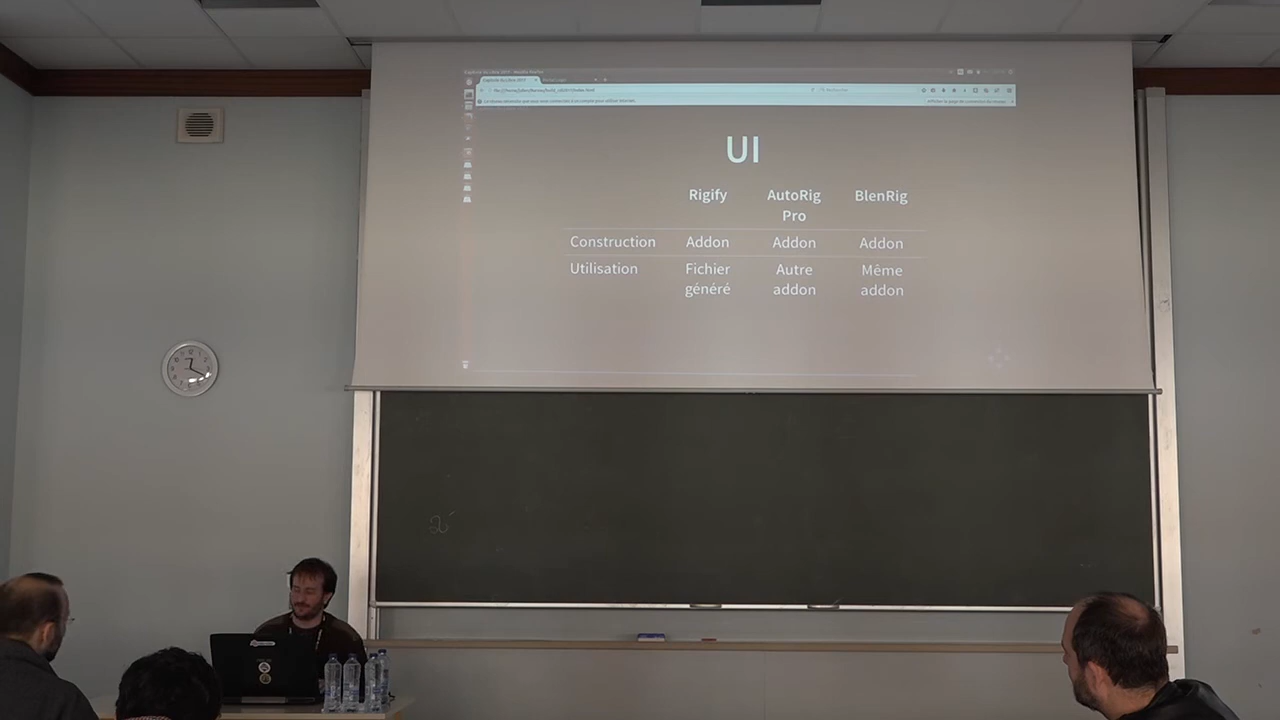 UI
Rigify AutoRig Pro BlenRig
Construction Addon Addon Addon
Utilisation Fichier généré Autre addon Même addon